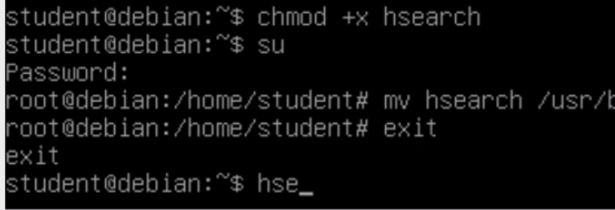 student@debian:~$ chmod +x hsearch
student@debian:~$ su
Password:
root@debian:/home/student# mv hsearch /usr/b
root@debian:/home/student# exit
exit
student@debian:~$ hse_